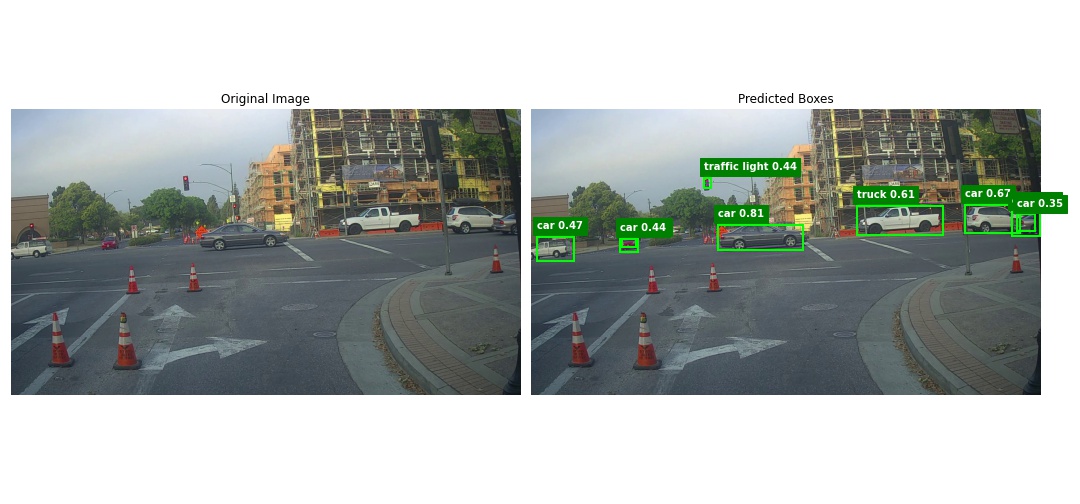 Original Image
Predicted Boxes
traffic light 0.44
truck 0.61
car 0.67
car 0.35
car 0.81
car 0.47
car 0.44